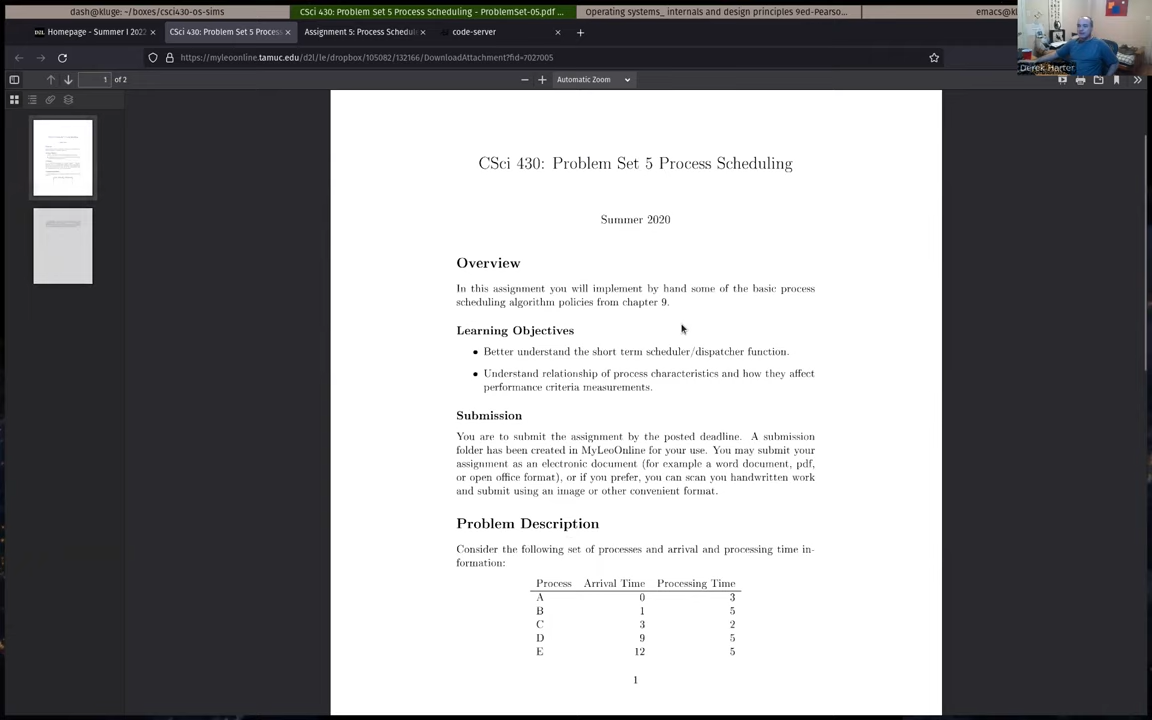 dash@kluge: ~/boxes/csci430-os-sims
CSci 430: Problem Set 5 Process Scheduling - ProblemSet-05.pdf ...
Operating systems_ internals and design principles 9ed-Pearso...
emacs@kl
Homepage - Summer I 2022
CSci 430: Problem Set 5 Process
Assignment 5: Process Schedul
code-server
https://myleoonline.tamuc.edu/d2l/le/dropbox/105082/132166/DownloadAttachment?fid=7027005
1 of 2
Automatic Zoom
Derek Harter
CSci 430: Problem Set 5 Process Scheduling
Summer 2020
Overview
In this assignment you will implement by hand some of the basic process
scheduling algorithm policies from chapter 9.
Learning Objectives
• Better understand the short term scheduler/dispatcher function.
• Understand relationship of process characteristics and how they affect
performance criteria measurements.
Submission
You are to submit the assignment by the posted deadline. A submission
folder has been created in MyLeoOnline for your use. You may submit your
assignment as an electronic document (for example a word document, pdf,
or open office format), or if you prefer, you can scan you handwritten work
and submit using an image or other convenient format.
Problem Description
Consider the following set of processes and arrival and processing time in-
formation:
Process Arrival Time Processing Time
A 0 3
B 1 5
C 3 2
D 9 5
E 12 5
1